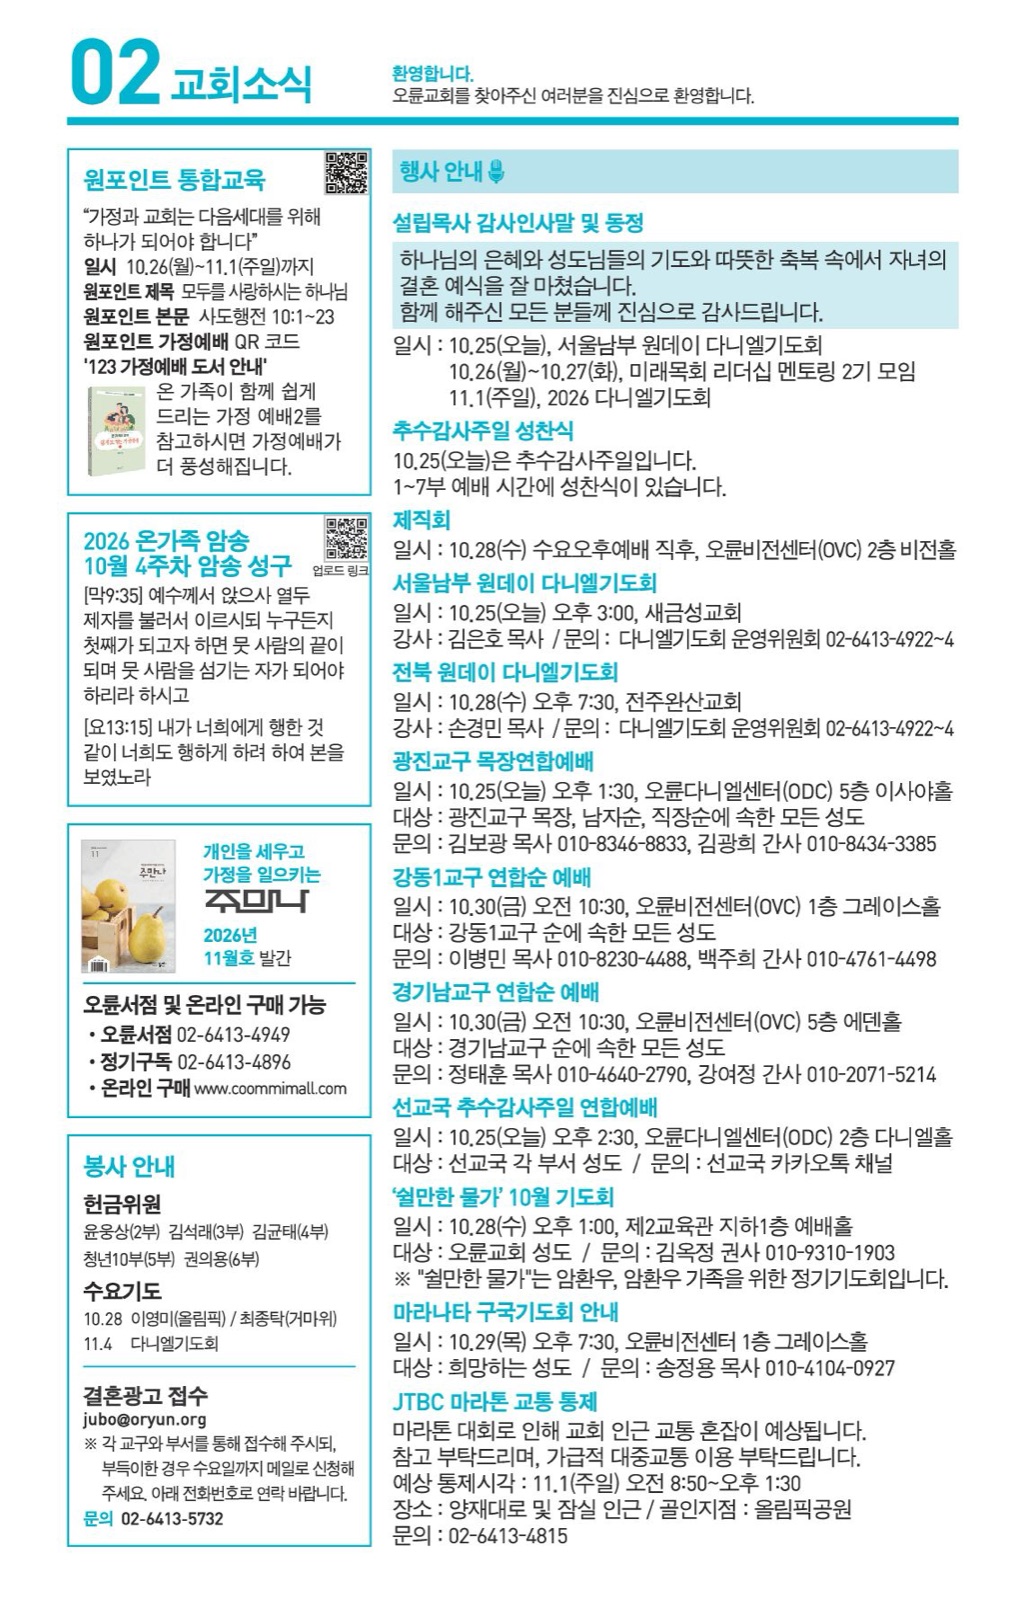 02 교회소식
환영합니다.
오륜교회를 찾아주신 여러분을 진심으로 환영합니다.
원포인트 통합교육
“가정과 교회는 다음세대를 위해
하나가 되어야 합니다”
일시 10.26(월)~11.1(주일)까지
원포인트 제목 모두를 사랑하시는 하나님
원포인트 본문 사도행전 10:1~23
원포인트 가정예배 QR 코드
'123 가정예배 도서 안내'
온 가족이 함께 쉽게
드리는 가정 예배2를
참고하시면 가정예배가
더 풍성해집니다.
2026 온가족 암송
10월 4주차 암송 성구
업로드 링크
[막9:35] 예수께서 앉으사 열두
제자를 불러서 이르시되 누구든지
첫째가 되고자 하면 뭇 사람의 끝이
되며 뭇 사람을 섬기는 자가 되어야
하리라 하시고
[요13:15] 내가 너희에게 행한 것
같이 너희도 행하게 하려 하여 본을
보였노라
11
주만나
개인을 세우고
가정을 일으키는
주만나
2026년
11월호 발간
오륜서점 및 온라인 구매 가능
• 오륜서점 02-6413-4949
• 정기구독 02-6413-4896
• 온라인 구매 www.coommimall.com
봉사 안내
헌금위원
윤웅상(2부) 김석래(3부) 김균태(4부)
청년10부(5부) 권의용(6부)
수요기도
10.28 이영미(올림픽) / 최종탁(거마위)
11.4 다니엘기도회
결혼광고 접수
jubo@oryun.org
※ 각 교구와 부서를 통해 접수해 주시되,
부득이한 경우 수요일까지 메일로 신청해
주세요. 아래 전화번호로 연락 바랍니다.
문의 02-6413-5732
행사 안내
설립목사 감사인사말 및 동정
하나님의 은혜와 성도님들의 기도와 따뜻한 축복 속에서 자녀의
결혼 예식을 잘 마쳤습니다.
함께 해주신 모든 분들께 진심으로 감사드립니다.
일시 : 10.25(오늘), 서울남부 원데이 다니엘기도회
10.26(월)~10.27(화), 미래목회 리더십 멘토링 2기 모임
11.1(주일), 2026 다니엘기도회
추수감사주일 성찬식
10.25(오늘)은 추수감사주일입니다.
1~7부 예배 시간에 성찬식이 있습니다.
제직회
일시 : 10.28(수) 수요오후예배 직후, 오륜비전센터(OVC) 2층 비전홀
서울남부 원데이 다니엘기도회
일시 : 10.25(오늘) 오후 3:00, 새금성교회
강사 : 김은호 목사 / 문의 : 다니엘기도회 운영위원회 02-6413-4922~4
전북 원데이 다니엘기도회
일시 : 10.28(수) 오후 7:30, 전주완산교회
강사 : 손경민 목사 / 문의 : 다니엘기도회 운영위원회 02-6413-4922~4
광진교구 목장연합예배
일시 : 10.25(오늘) 오후 1:30, 오륜다니엘센터(ODC) 5층 이사야홀
대상 : 광진교구 목장, 남자순, 직장순에 속한 모든 성도
문의 : 김보광 목사 010-8346-8833, 김광희 간사 010-8434-3385
강동1교구 연합순 예배
일시 : 10.30(금) 오전 10:30, 오륜비전센터(OVC) 1층 그레이스홀
대상 : 강동1교구 순에 속한 모든 성도
문의 : 이병민 목사 010-8230-4488, 백주희 간사 010-4761-4498
경기남교구 연합순 예배
일시 : 10.30(금) 오전 10:30, 오륜비전센터(OVC) 5층 에덴홀
대상 : 경기남교구 순에 속한 모든 성도
문의 : 정태훈 목사 010-4640-2790, 강여정 간사 010-2071-5214
선교국 추수감사주일 연합예배
일시 : 10.25(오늘) 오후 2:30, 오륜다니엘센터(ODC) 2층 다니엘홀
대상 : 선교국 각 부서 성도 / 문의 : 선교국 카카오톡 채널
‘쉴만한 물가’ 10월 기도회
일시 : 10.28(수) 오후 1:00, 제2교육관 지하1층 예배홀
대상 : 오륜교회 성도 / 문의 : 김옥정 권사 010-9310-1903
※ "쉴만한 물가"는 암환우, 암환우 가족을 위한 정기기도회입니다.
마라나타 구국기도회 안내
일시 : 10.29(목) 오후 7:30, 오륜비전센터 1층 그레이스홀
대상 : 희망하는 성도 / 문의 : 송정용 목사 010-4104-0927
JTBC 마라톤 교통 통제
마라톤 대회로 인해 교회 인근 교통 혼잡이 예상됩니다.
참고 부탁드리며, 가급적 대중교통 이용 부탁드립니다.
예상 통제시각 : 11.1(주일) 오전 8:50~오후 1:30
장소 : 양재대로 및 잠실 인근 / 골인지점 : 올림픽공원
문의 : 02-6413-4815